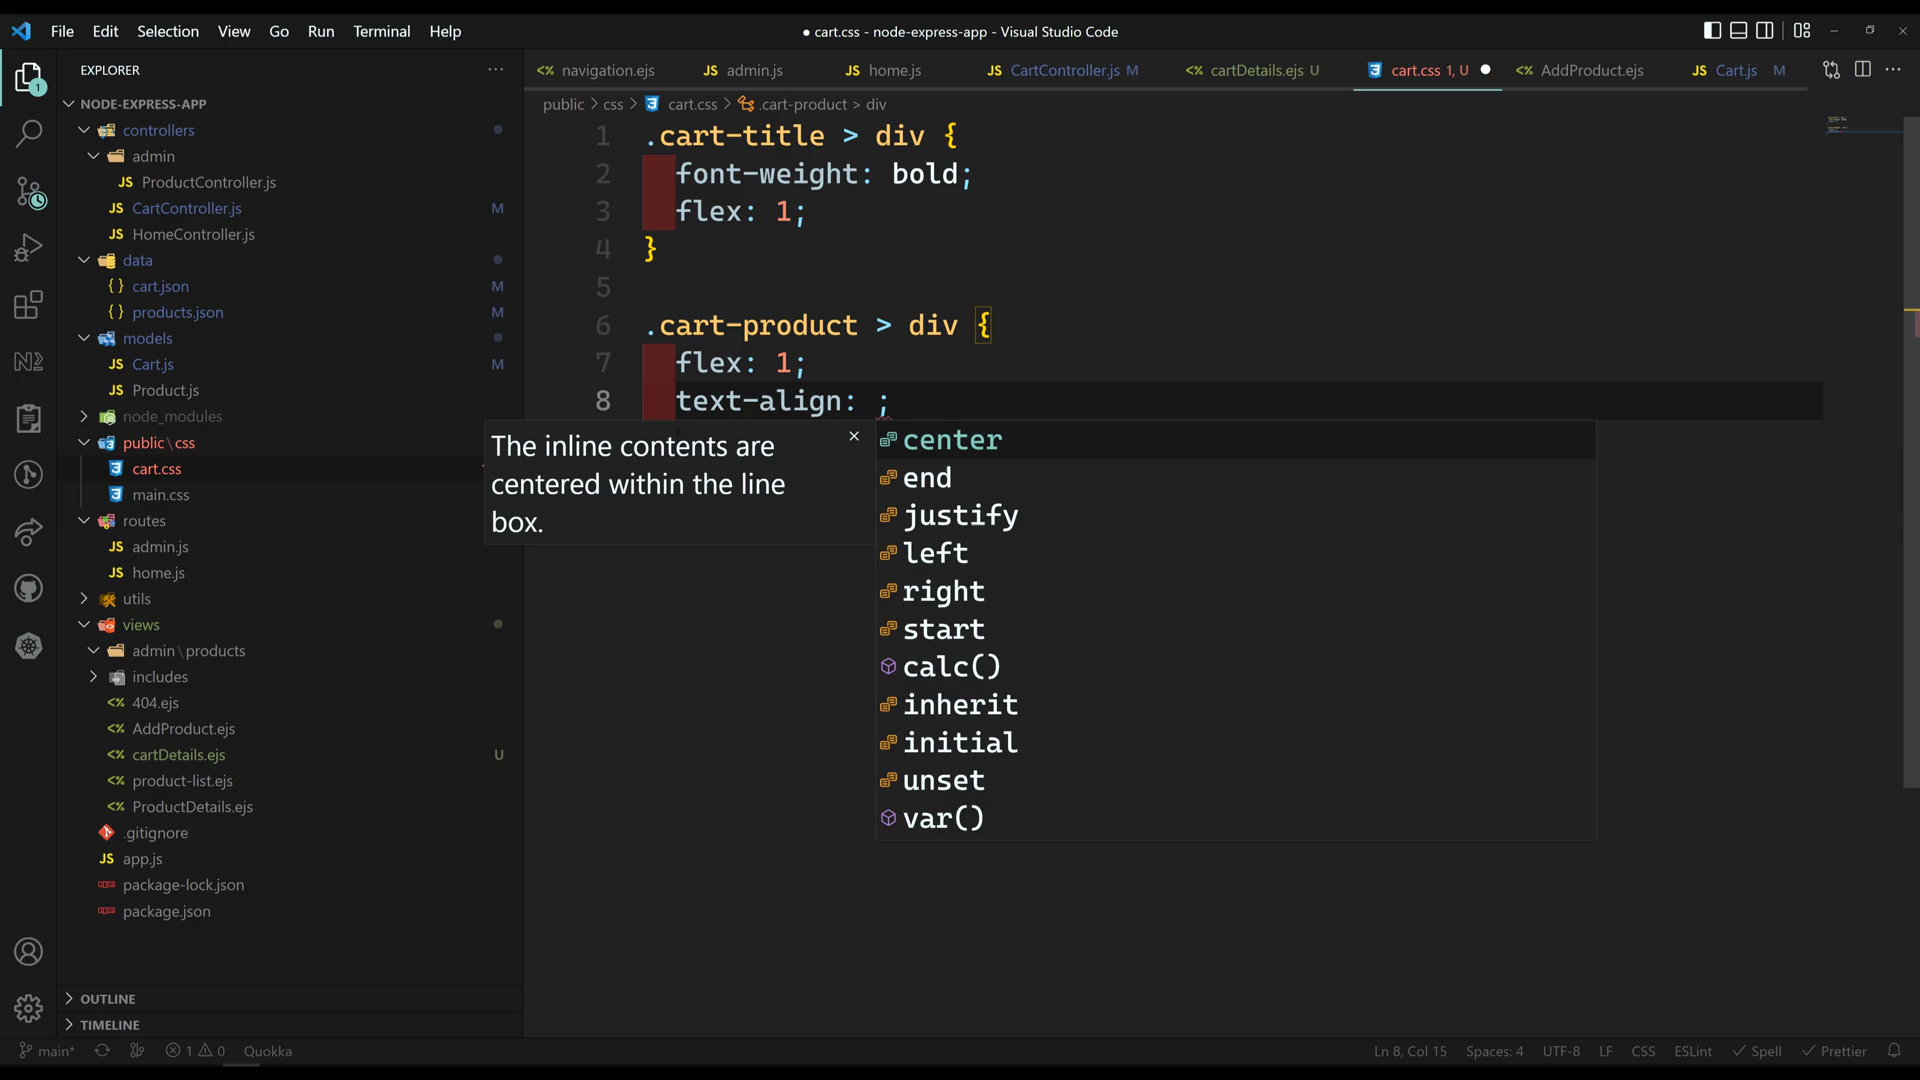 File Edit Selection View Go Run Terminal Help
● cart.css - node-express-app - Visual Studio Code
EXPLORER
NODE-EXPRESS-APP
controllers
admin
JS ProductController.js
JS CartController.js M
JS HomeController.js
data
{} cart.json M
{} products.json M
models
JS Cart.js M
JS Product.js
node_modules
public\css
cart.css
main.css
routes
JS admin.js
JS home.js
utils
views
admin\products
includes
<% 404.ejs
<% AddProduct.ejs
<% cartDetails.ejs U
<% product-list.ejs
<% ProductDetails.ejs
.gitignore
JS app.js
package-lock.json
package.json
OUTLINE
TIMELINE
<% navigation.ejs JS admin.js JS home.js JS CartController.js M <% cartDetails.ejs U cart.css 1, U ● <% AddProduct.ejs JS Cart.js M
public > css > cart.css > .cart-product > div
1 .cart-title > div {
2 font-weight: bold;
3 flex: 1;
4 }
5
6 .cart-product > div {
7 flex: 1;
8 text-align: ;
The inline contents are
centered within the line
box.
center
end
justify
left
right
start
calc()
inherit
initial
unset
var()
main* 1 0 Quokka
Ln 8, Col 15 Spaces: 4 UTF-8 LF CSS ESLint Spell Prettier